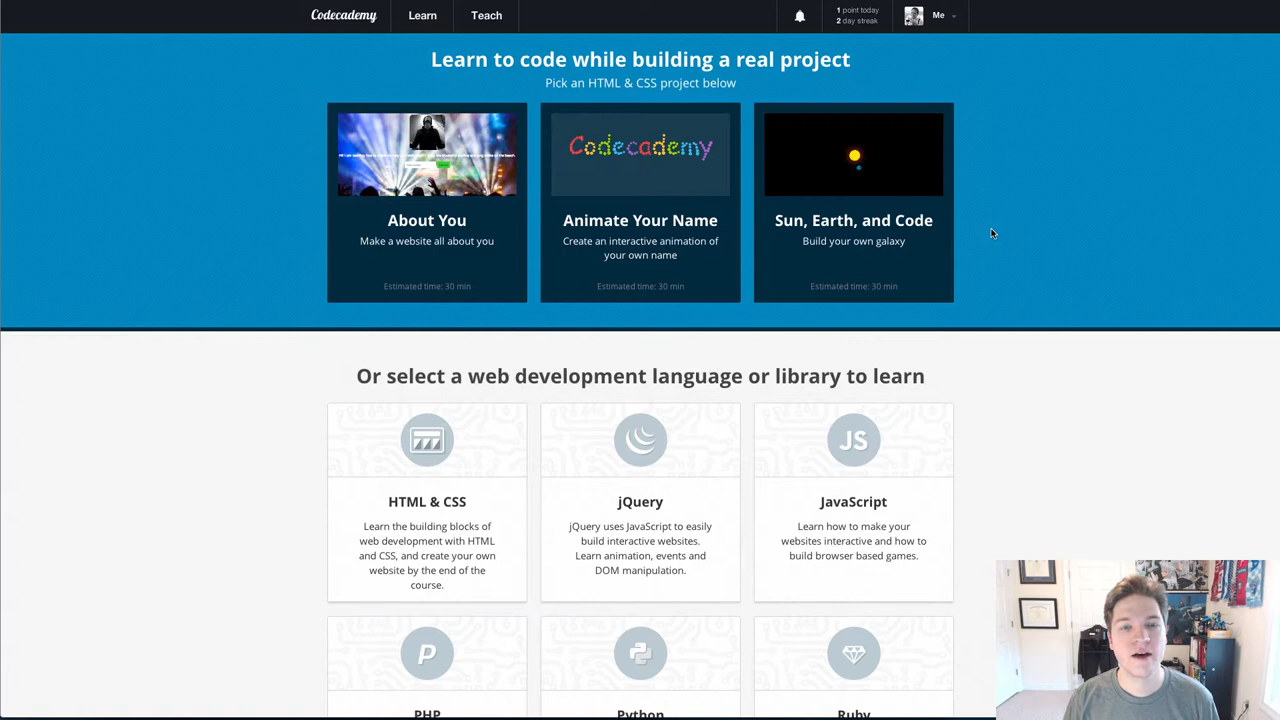 Codecademy
Learn
Teach
1 point today
2 day streak
Me
Learn to code while building a real project
Pick an HTML & CSS project below
Codecademy
About You
Make a website all about you
Estimated time: 30 min
Animate Your Name
Create an interactive animation of
your own name
Estimated time: 30 min
Sun, Earth, and Code
Build your own galaxy
Estimated time: 30 min
Or select a web development language or library to learn
HTML & CSS
Learn the building blocks of
web development with HTML
and CSS, and create your own
website by the end of the
course.
jQuery
jQuery uses JavaScript to easily
build interactive websites.
Learn animation, events and
DOM manipulation.
JS
JavaScript
Learn how to make your
websites interactive and how to
build browser based games.
P
PHP
Python
Ruby